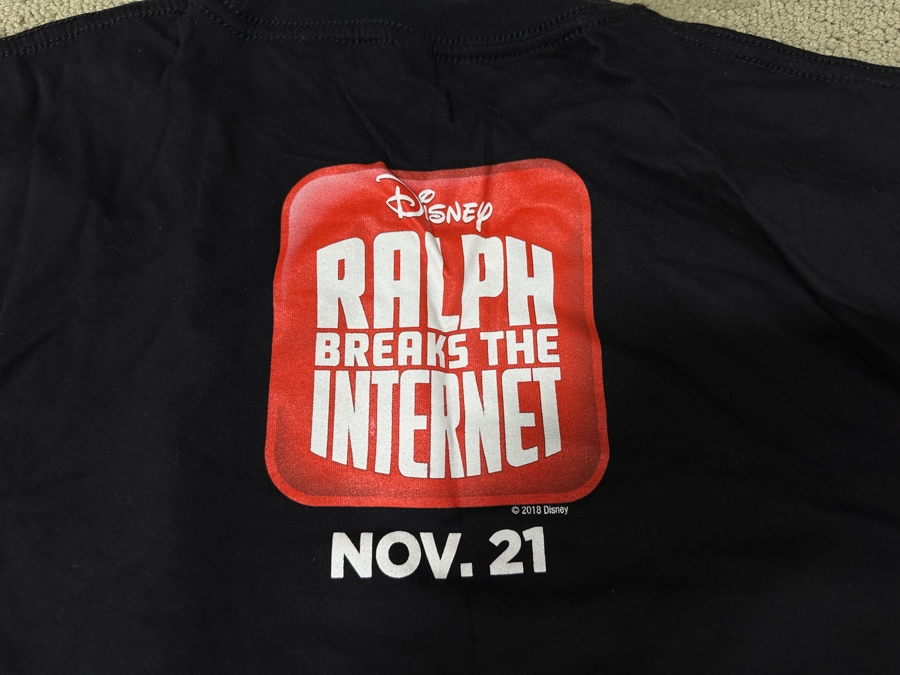 Disney
RALPH
BREAKS THE
INTERNET
© 2018 Disney
NOV. 21